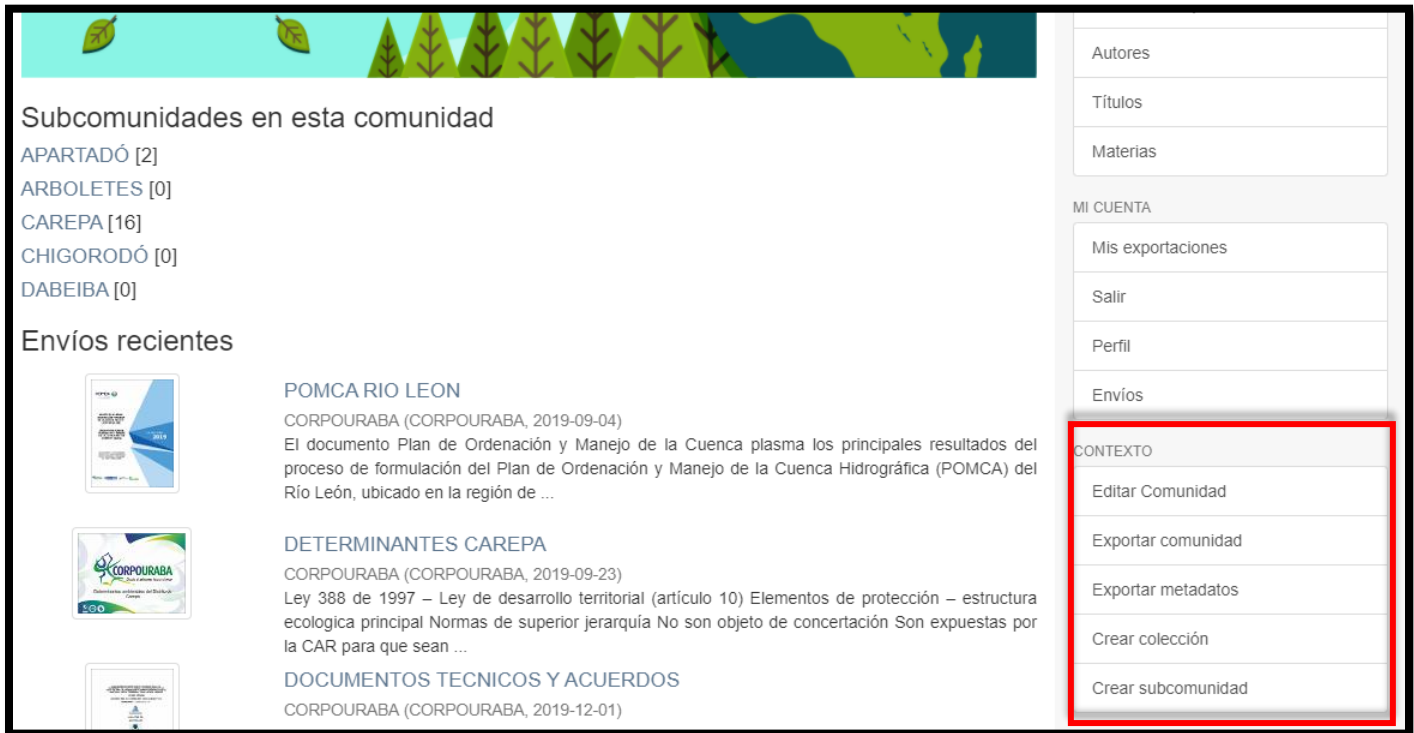 Subcomunidades en esta comunidad
APARTADÓ [2]
ARBOLETES [0]
CAREPA [16]
CHIGORODÓ [0]
DABEIBA [0]
Envíos recientes
POMCA RIO LEON
CORPOURABA (CORPOURABA, 2019-09-04)
El documento Plan de Ordenación y Manejo de la Cuenca plasma los principales resultados del
proceso de formulación del Plan de Ordenación y Manejo de la Cuenca Hidrográfica (POMCA) del
Río León, ubicado en la región de ...
2019
DETERMINANTES CAREPA
CORPOURABA (CORPOURABA, 2019-09-23)
Ley 388 de 1997 – Ley de desarrollo territorial (artículo 10) Elementos de protección – estructura
ecologica principal Normas de superior jerarquía No son objeto de concertación Son expuestas por
la CAR para que sean ...
CORPOURABA
DOCUMENTOS TECNICOS Y ACUERDOS
CORPOURABA (CORPOURABA, 2019-12-01)
Autores
Títulos
Materias
MI CUENTA
Mis exportaciones
Salir
Perfil
Envíos
CONTEXTO
Editar Comunidad
Exportar comunidad
Exportar metadatos
Crear colección
Crear subcomunidad